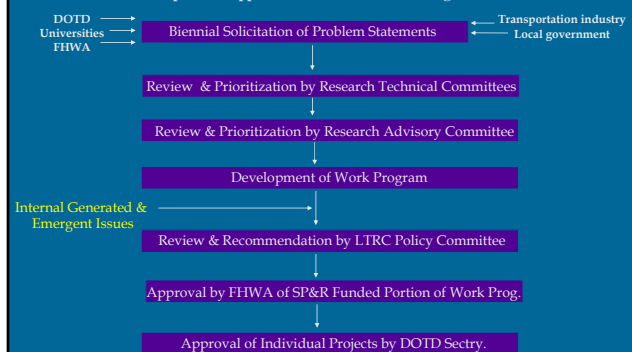 DOTD
Universities
FHWA
Biennial Solicitation of Problem Statements
Transportation industry
Local government
Review & Prioritization by Research Technical Committees
Review & Prioritization by Research Advisory Committee
Development of Work Program
Internal Generated &
Emergent Issues
Review & Recommendation by LTRC Policy Committee
Approval by FHWA of SP&R Funded Portion of Work Prog.
Approval of Individual Projects by DOTD Sectry.